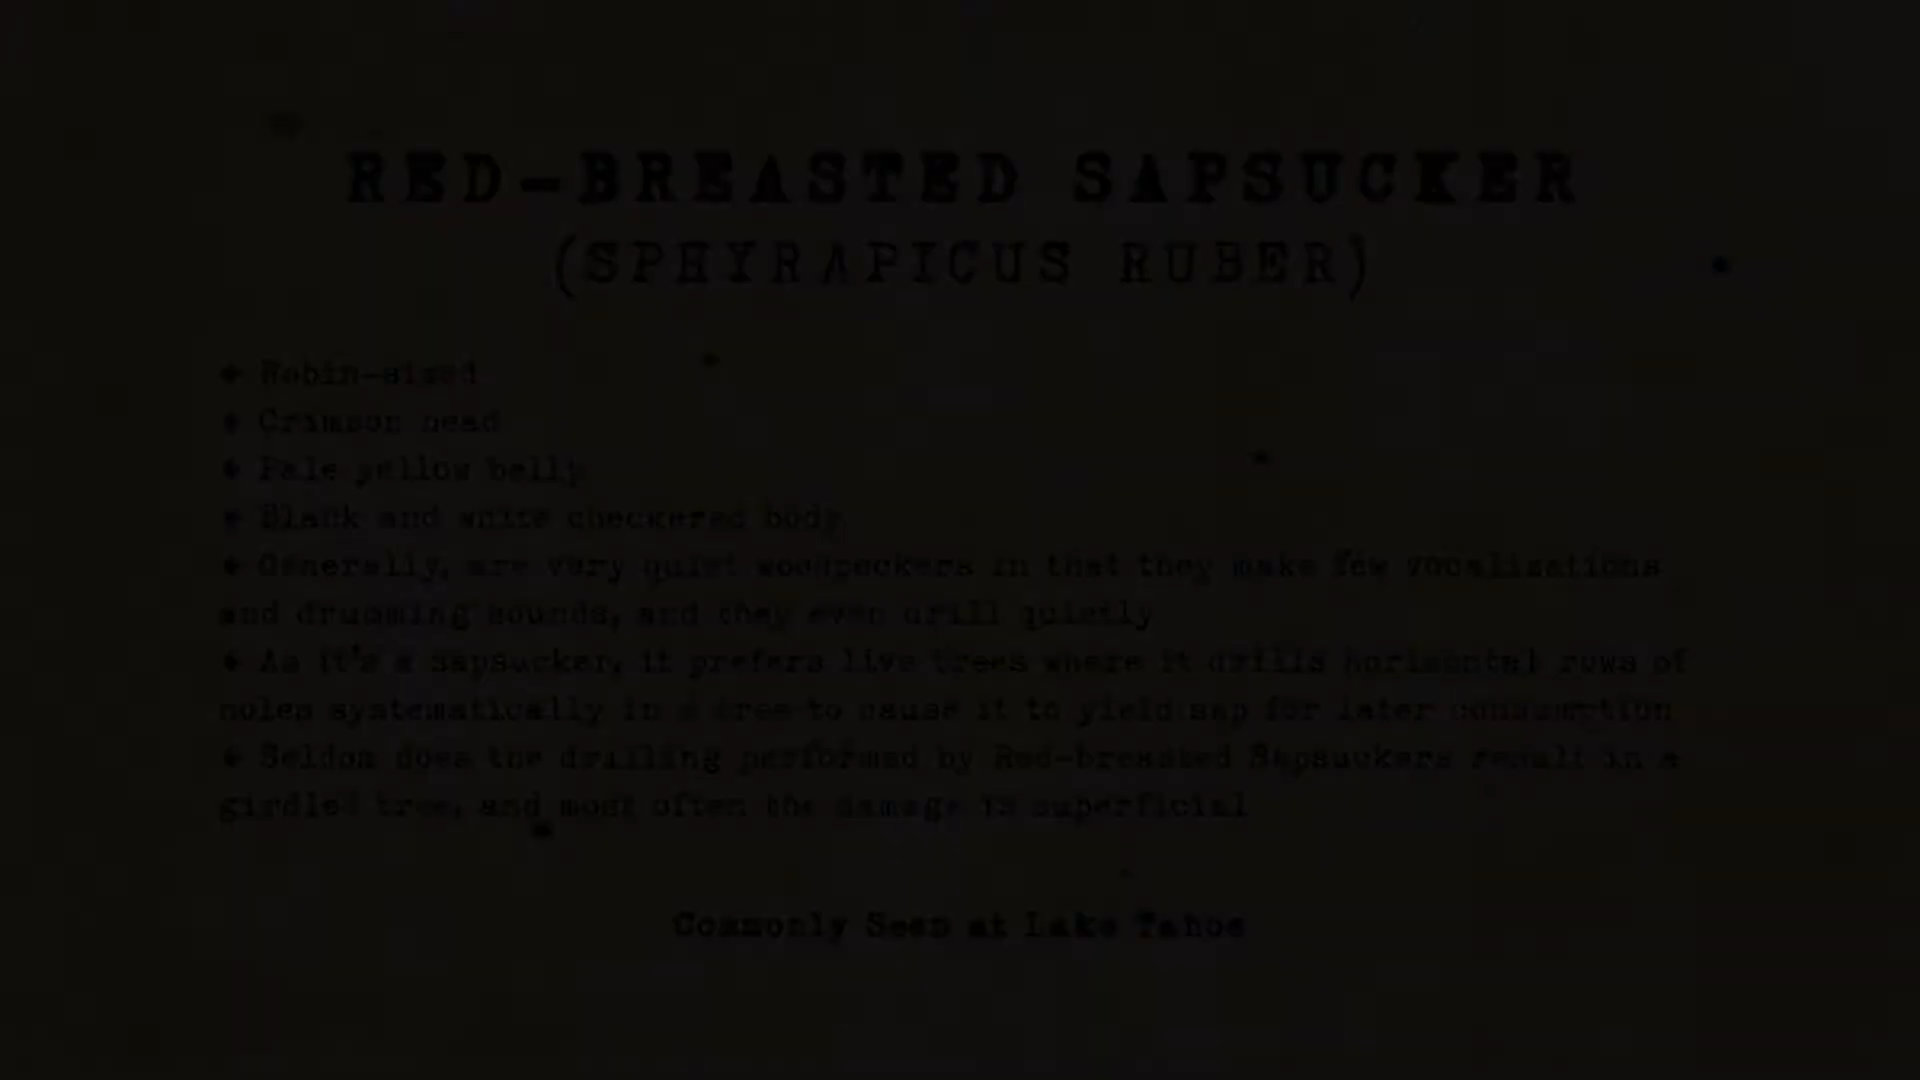 RED-BREASTED SAPSUCKER
(SPHYRAPICUS RUBER)
♦ Robin-sized
♦ Crimson head
♦ Pale yellow belly
♦ Black and white checkered body
♦ Generally, are very quiet woodpeckers in that they make few vocalizations
and drumming sounds, and they even drill quietly
♦ As it's a sapsucker, it prefers live trees where it drills horizontal rows of
holes systematically in a tree to cause it to yield sap for later consumption
♦ Seldom does the drilling performed by Red-breasted Sapsuckers result in a
girdled tree, and most often the damage is superficial
Commonly Seen at Lake Tahoe